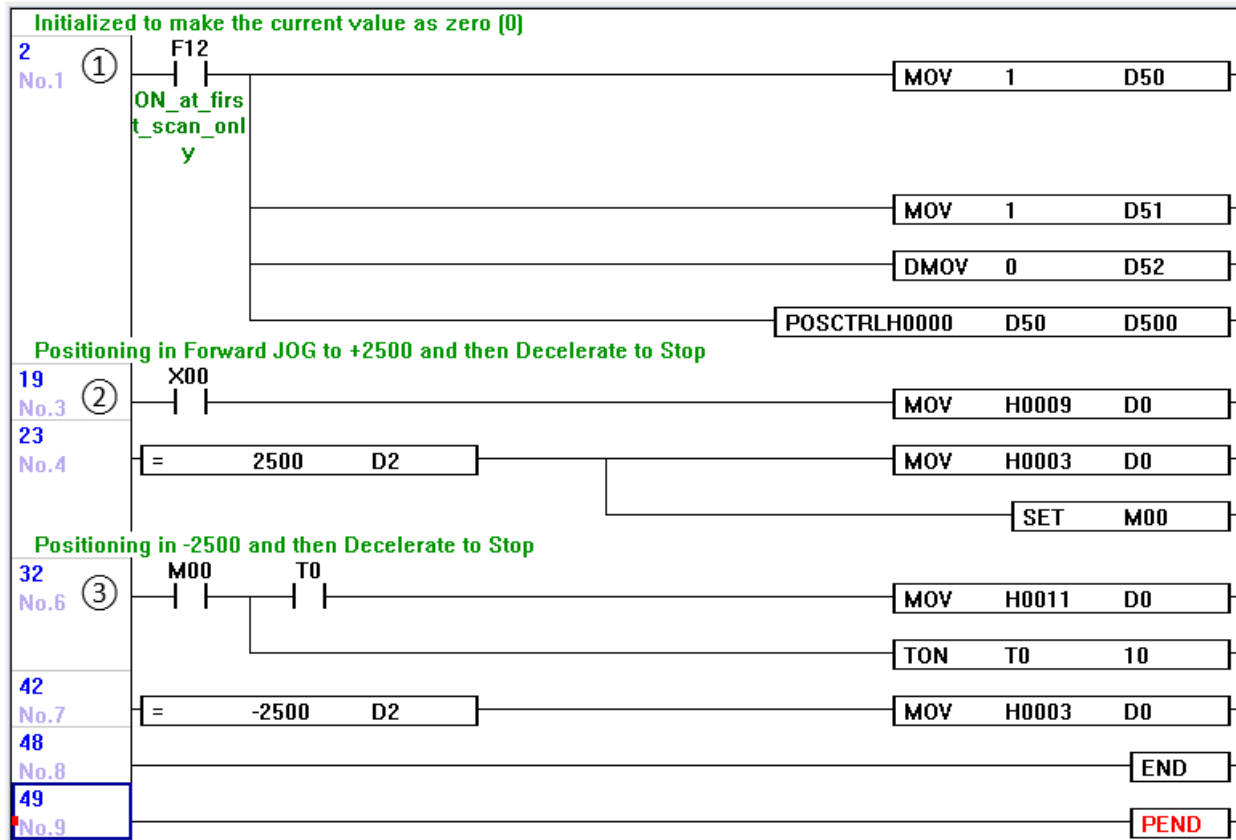 Initialized to make the current value as zero (0)
2
No.1
①
F12
ON_at_firs
t_scan_onl
y
MOV 1 D50
MOV 1 D51
DMOV 0 D52
POSCTRLH0000 D50 D500
Positioning in Forward JOG to +2500 and then Decelerate to Stop
19
No.3
②
X00
MOV H0009 D0
23
No.4
= 2500 D2
MOV H0003 D0
SET M00
Positioning in -2500 and then Decelerate to Stop
32
No.6
③
M00 T0
MOV H0011 D0
TON T0 10
42
No.7
= -2500 D2
MOV H0003 D0
48
No.8
END
49
No.9
PEND